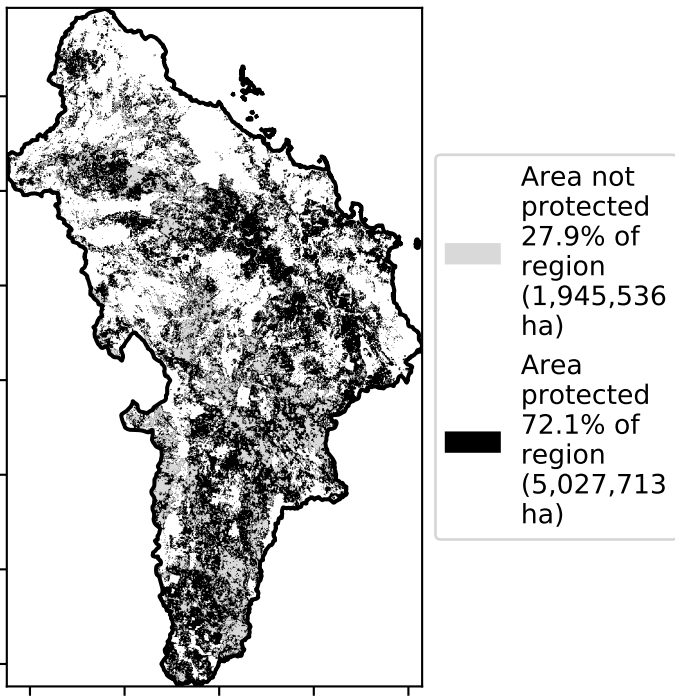 Area not
protected
27.9% of
region
(1,945,536
ha)
Area
protected
72.1% of
region
(5,027,713
ha)